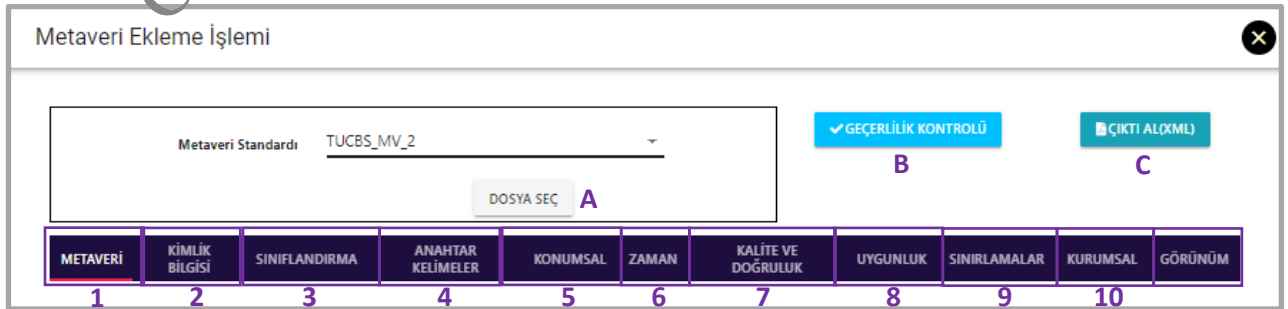 Metaveri Ekleme İşlemi
Metaveri Standardı TUCBS_MV_2
GEÇERLİLİK KONTROLÜ
ÇIKTI AL(XML)
B
C
DOSYA SEÇ A
METAVERİ KİMLİK BİLGİSİ SINIFLANDIRMA ANAHTAR KELİMELER KONUMSAL ZAMAN KALİTE VE DOĞRULUK UYGUNLUK SINIRLAMALAR KURUMSAL GÖRÜNÜM
1 2 3 4 5 6 7 8 9 10